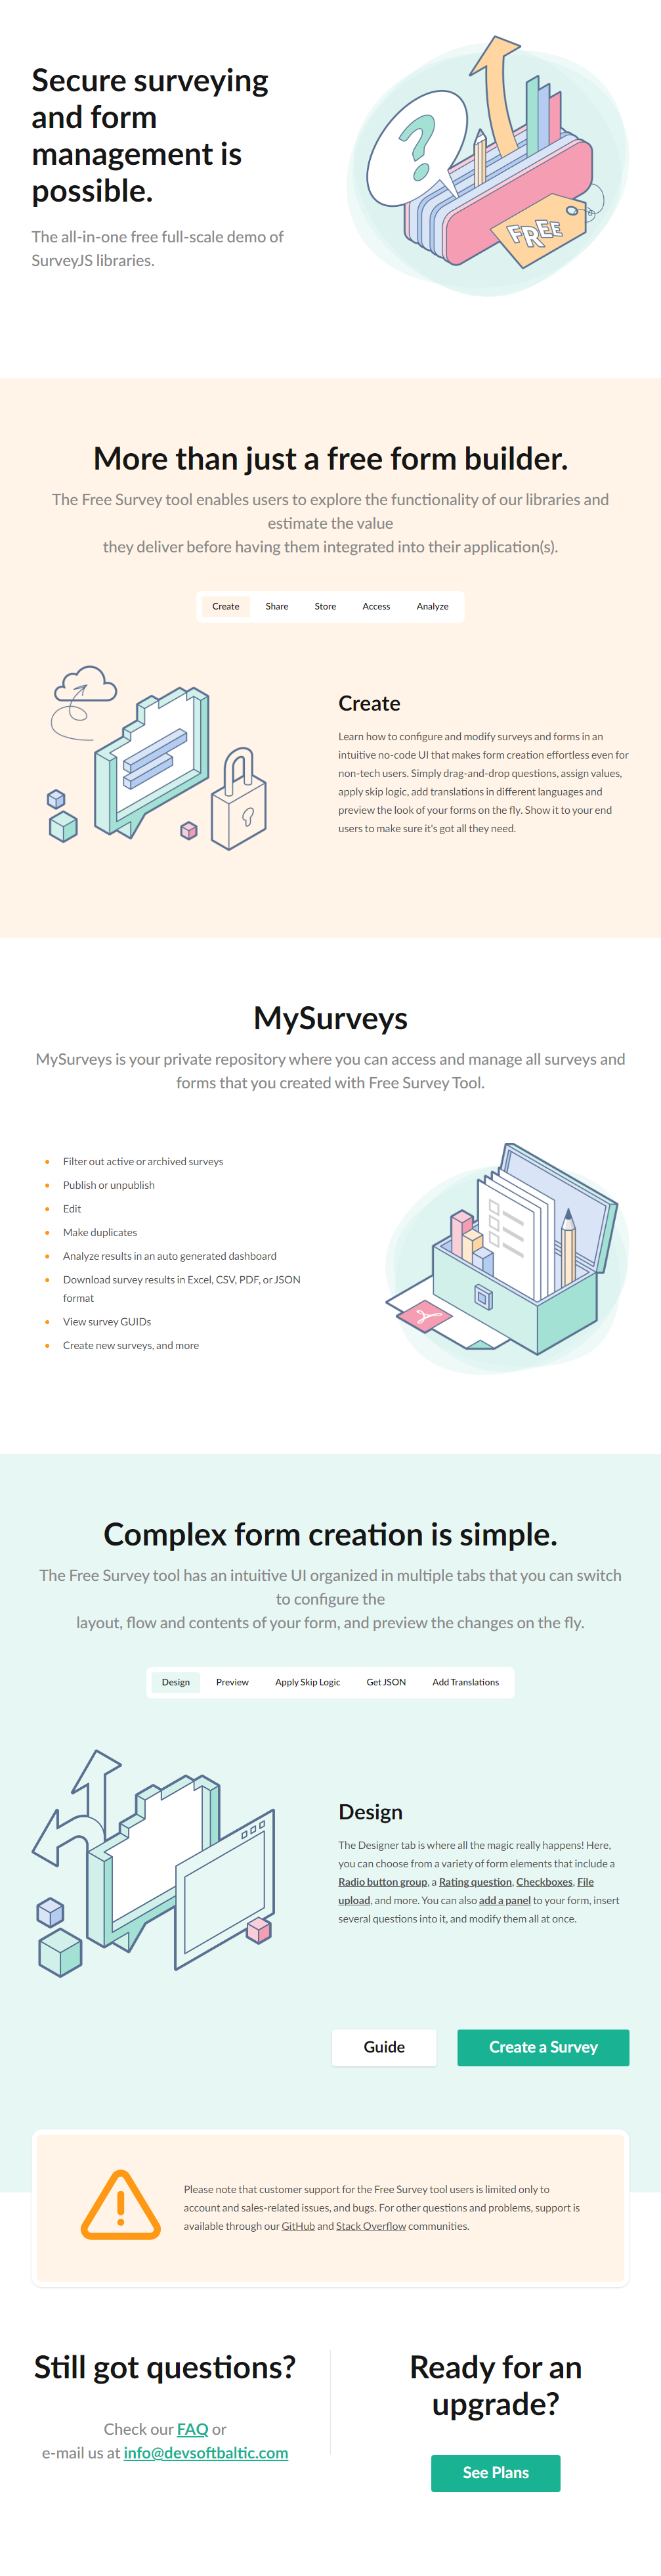 Secure surveying
and form
management is
possible.
The all-in-one free full-scale demo of
SurveyJS libraries.
?
FREE
More than just a free form builder.
The Free Survey tool enables users to explore the functionality of our libraries and
estimate the value
they deliver before having them integrated into their application(s).
Create Share Store Access Analyze
Create
Learn how to configure and modify surveys and forms in an
intuitive no-code UI that makes form creation effortless even for
non-tech users. Simply drag-and-drop questions, assign values,
apply skip logic, add translations in different languages and
preview the look of your forms on the fly. Show it to your end
users to make sure it's got all they need.
MySurveys
MySurveys is your private repository where you can access and manage all surveys and
forms that you created with Free Survey Tool.
Filter out active or archived surveys
Publish or unpublish
Edit
Make duplicates
Analyze results in an auto generated dashboard
Download survey results in Excel, CSV, PDF, or JSON
format
View survey GUIDs
Create new surveys, and more
Complex form creation is simple.
The Free Survey tool has an intuitive UI organized in multiple tabs that you can switch
to configure the
layout, flow and contents of your form, and preview the changes on the fly.
Design Preview Apply Skip Logic Get JSON Add Translations
Design
The Designer tab is where all the magic really happens! Here,
you can choose from a variety of form elements that include a
Radio button group, a Rating question, Checkboxes, File
upload, and more. You can also add a panel to your form, insert
several questions into it, and modify them all at once.
Guide Create a Survey
Please note that customer support for the Free Survey tool users is limited only to
account and sales-related issues, and bugs. For other questions and problems, support is
available through our GitHub and Stack Overflow communities.
Still got questions?
Check our FAQ or
e-mail us at info@devsoftbaltic.com
Ready for an
upgrade?
See Plans